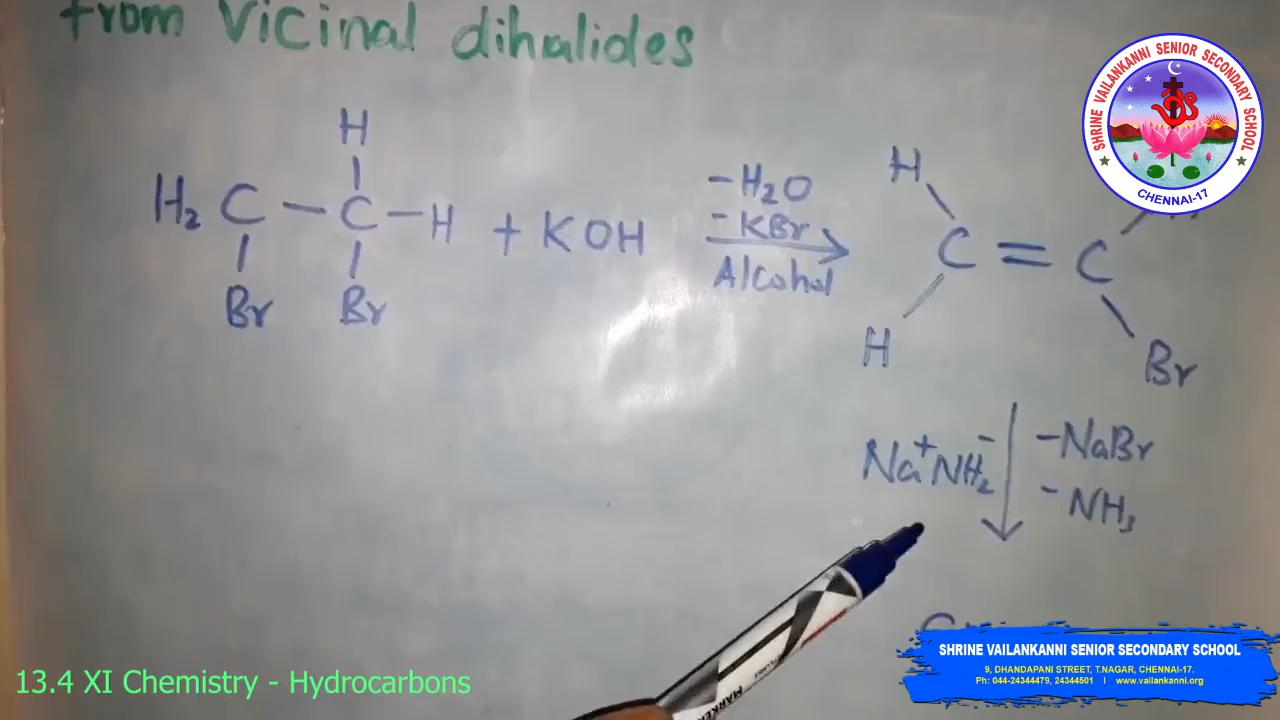 from Vicinal dihalides
H
H₂C — C — H + KOH
Br Br
-H₂O
-KBr
Alcohol
H
C = C
H
Br
Na⁺NH₂⁻
-NaBr
-NH₃
SHRINE VAILANKANNI SENIOR SECONDARY SCHOOL
CHENNAI-17
13.4 XI Chemistry - Hydrocarbons
SHRINE VAILANKANNI SENIOR SECONDARY SCHOOL
9, DHANDAPANI STREET, T.NAGAR, CHENNAI-17.
Ph: 044-24344479, 24344501 I www.vailankanni.org
MARKER